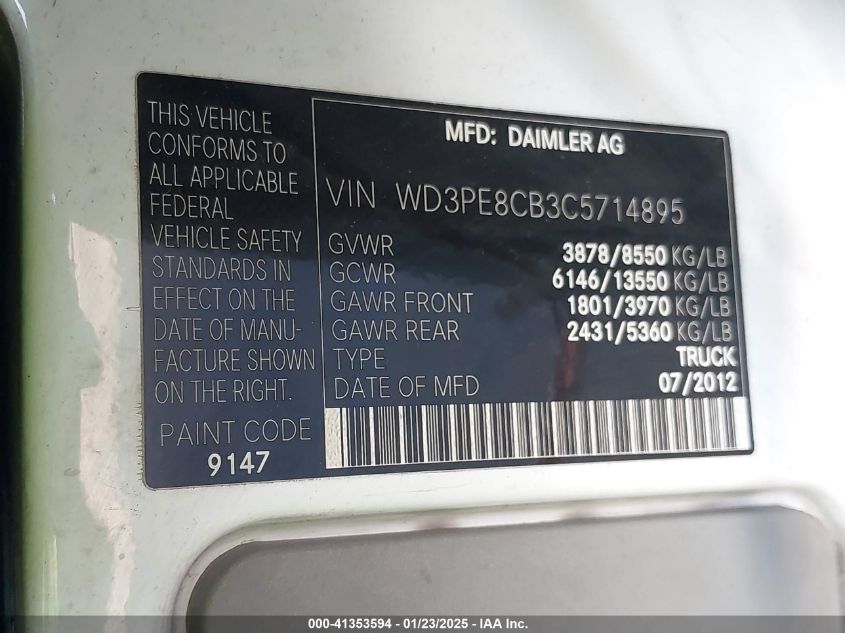 THIS VEHICLE
CONFORMS TO
ALL APPLICABLE
FEDERAL
VEHICLE SAFETY
STANDARDS IN
EFFECT ON THE
DATE OF MANU-
FACTURE SHOWN
ON THE RIGHT.
PAINT CODE
9147
MFD: DAIMLER AG
VIN WD3PE8CB3C5714895
GVWR 3878/8550 KG/LB
GCWR 6146/13550 KG/LB
GAWR FRONT 1801/3970 KG/LB
GAWR REAR 2431/5360 KG/LB
TYPE TRUCK
DATE OF MFD 07/2012
000-41353594 - 01/23/2025 - IAA Inc.